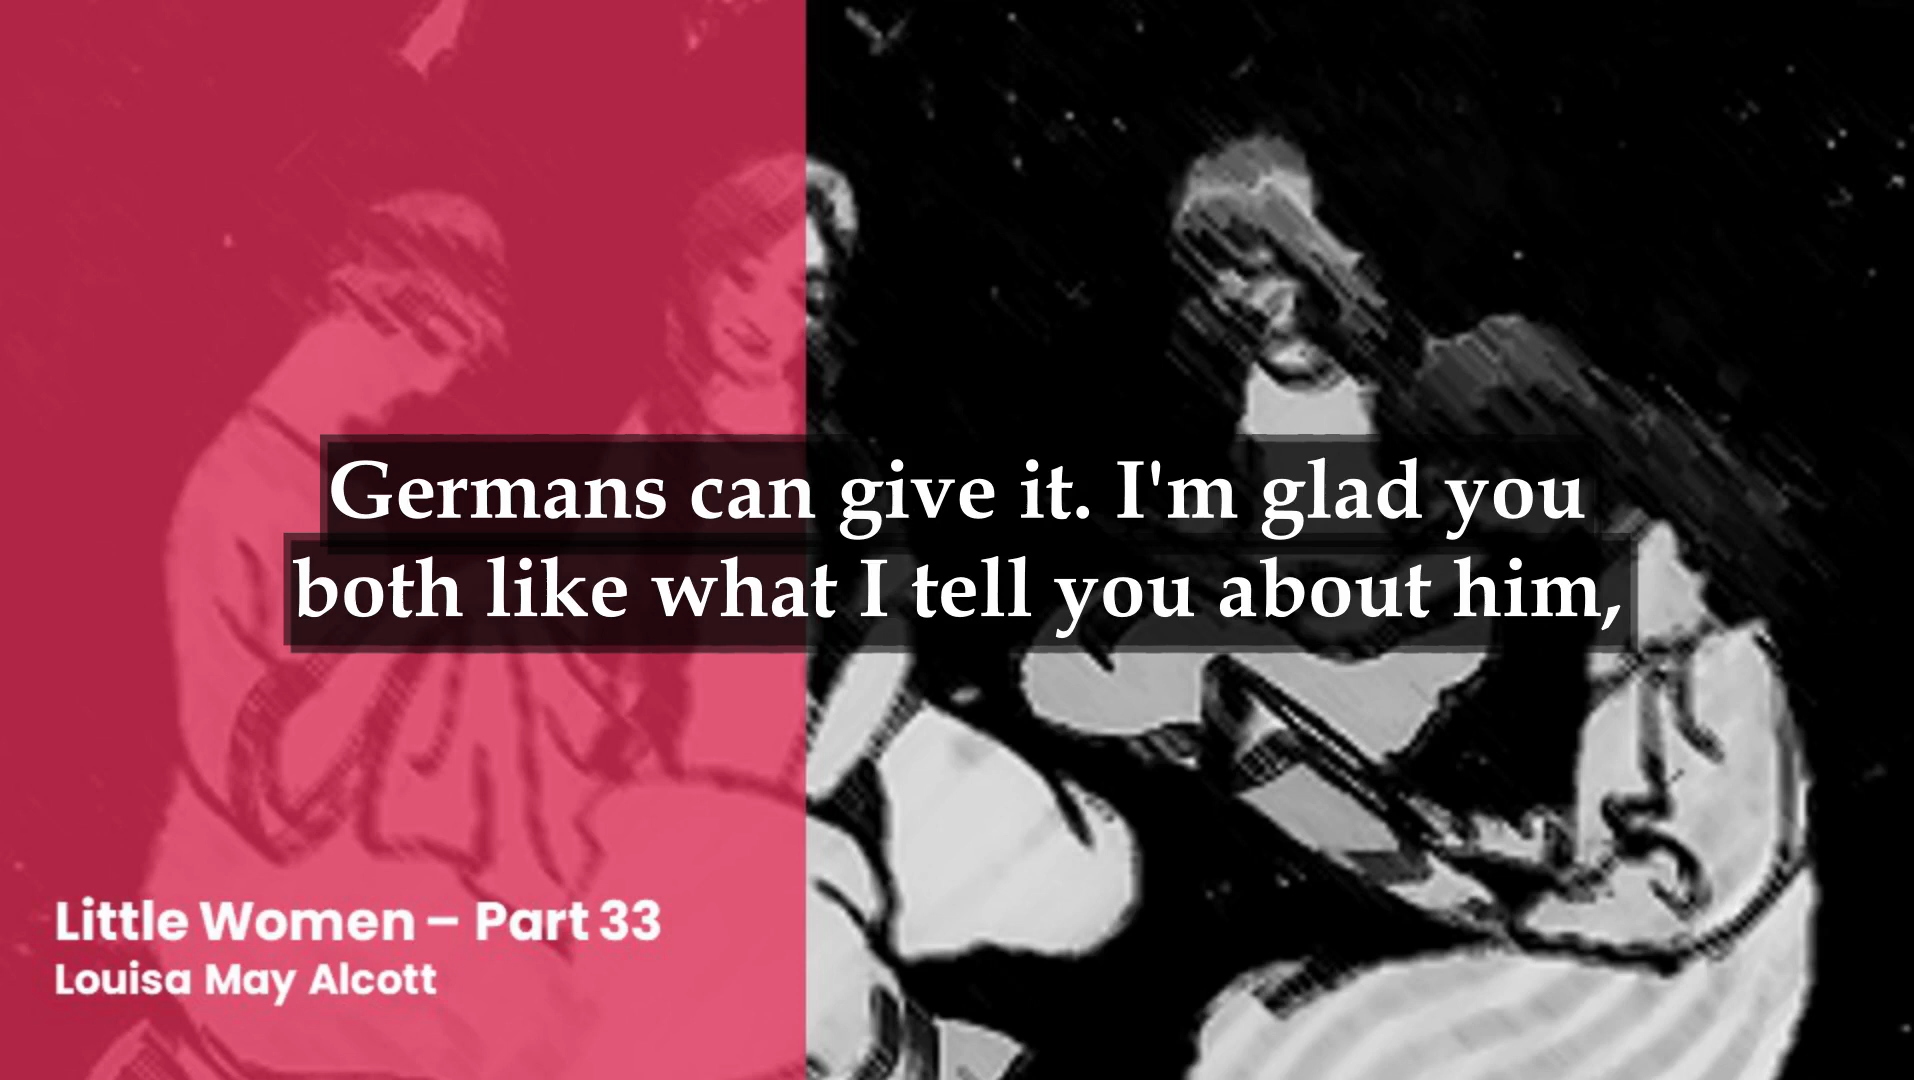 Germans can give it. I'm glad you
both like what I tell you about him,
Little Women – Part 33
Louisa May Alcott